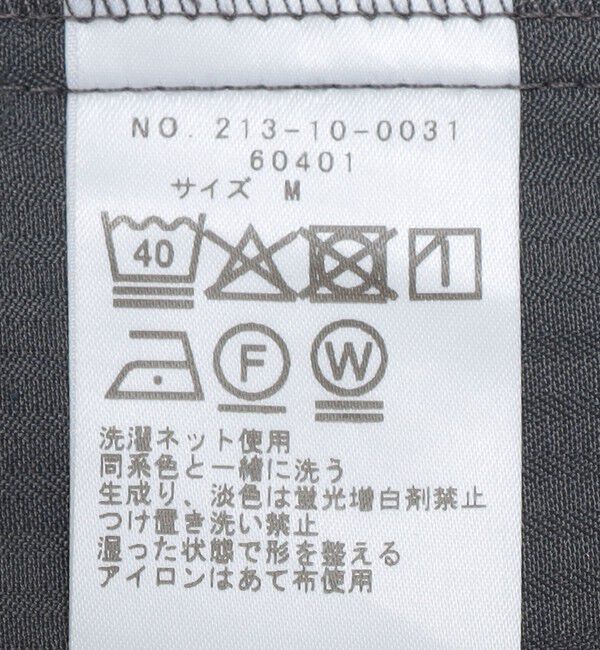 NO. 213-10-0031
60401
サイズ M
40
F W
洗濯ネット使用
同系色と一緒に洗う
生成り、淡色は蛍光増白剤禁止
つけ置き洗い禁止
湿った状態で形を整える
アイロンはあて布使用